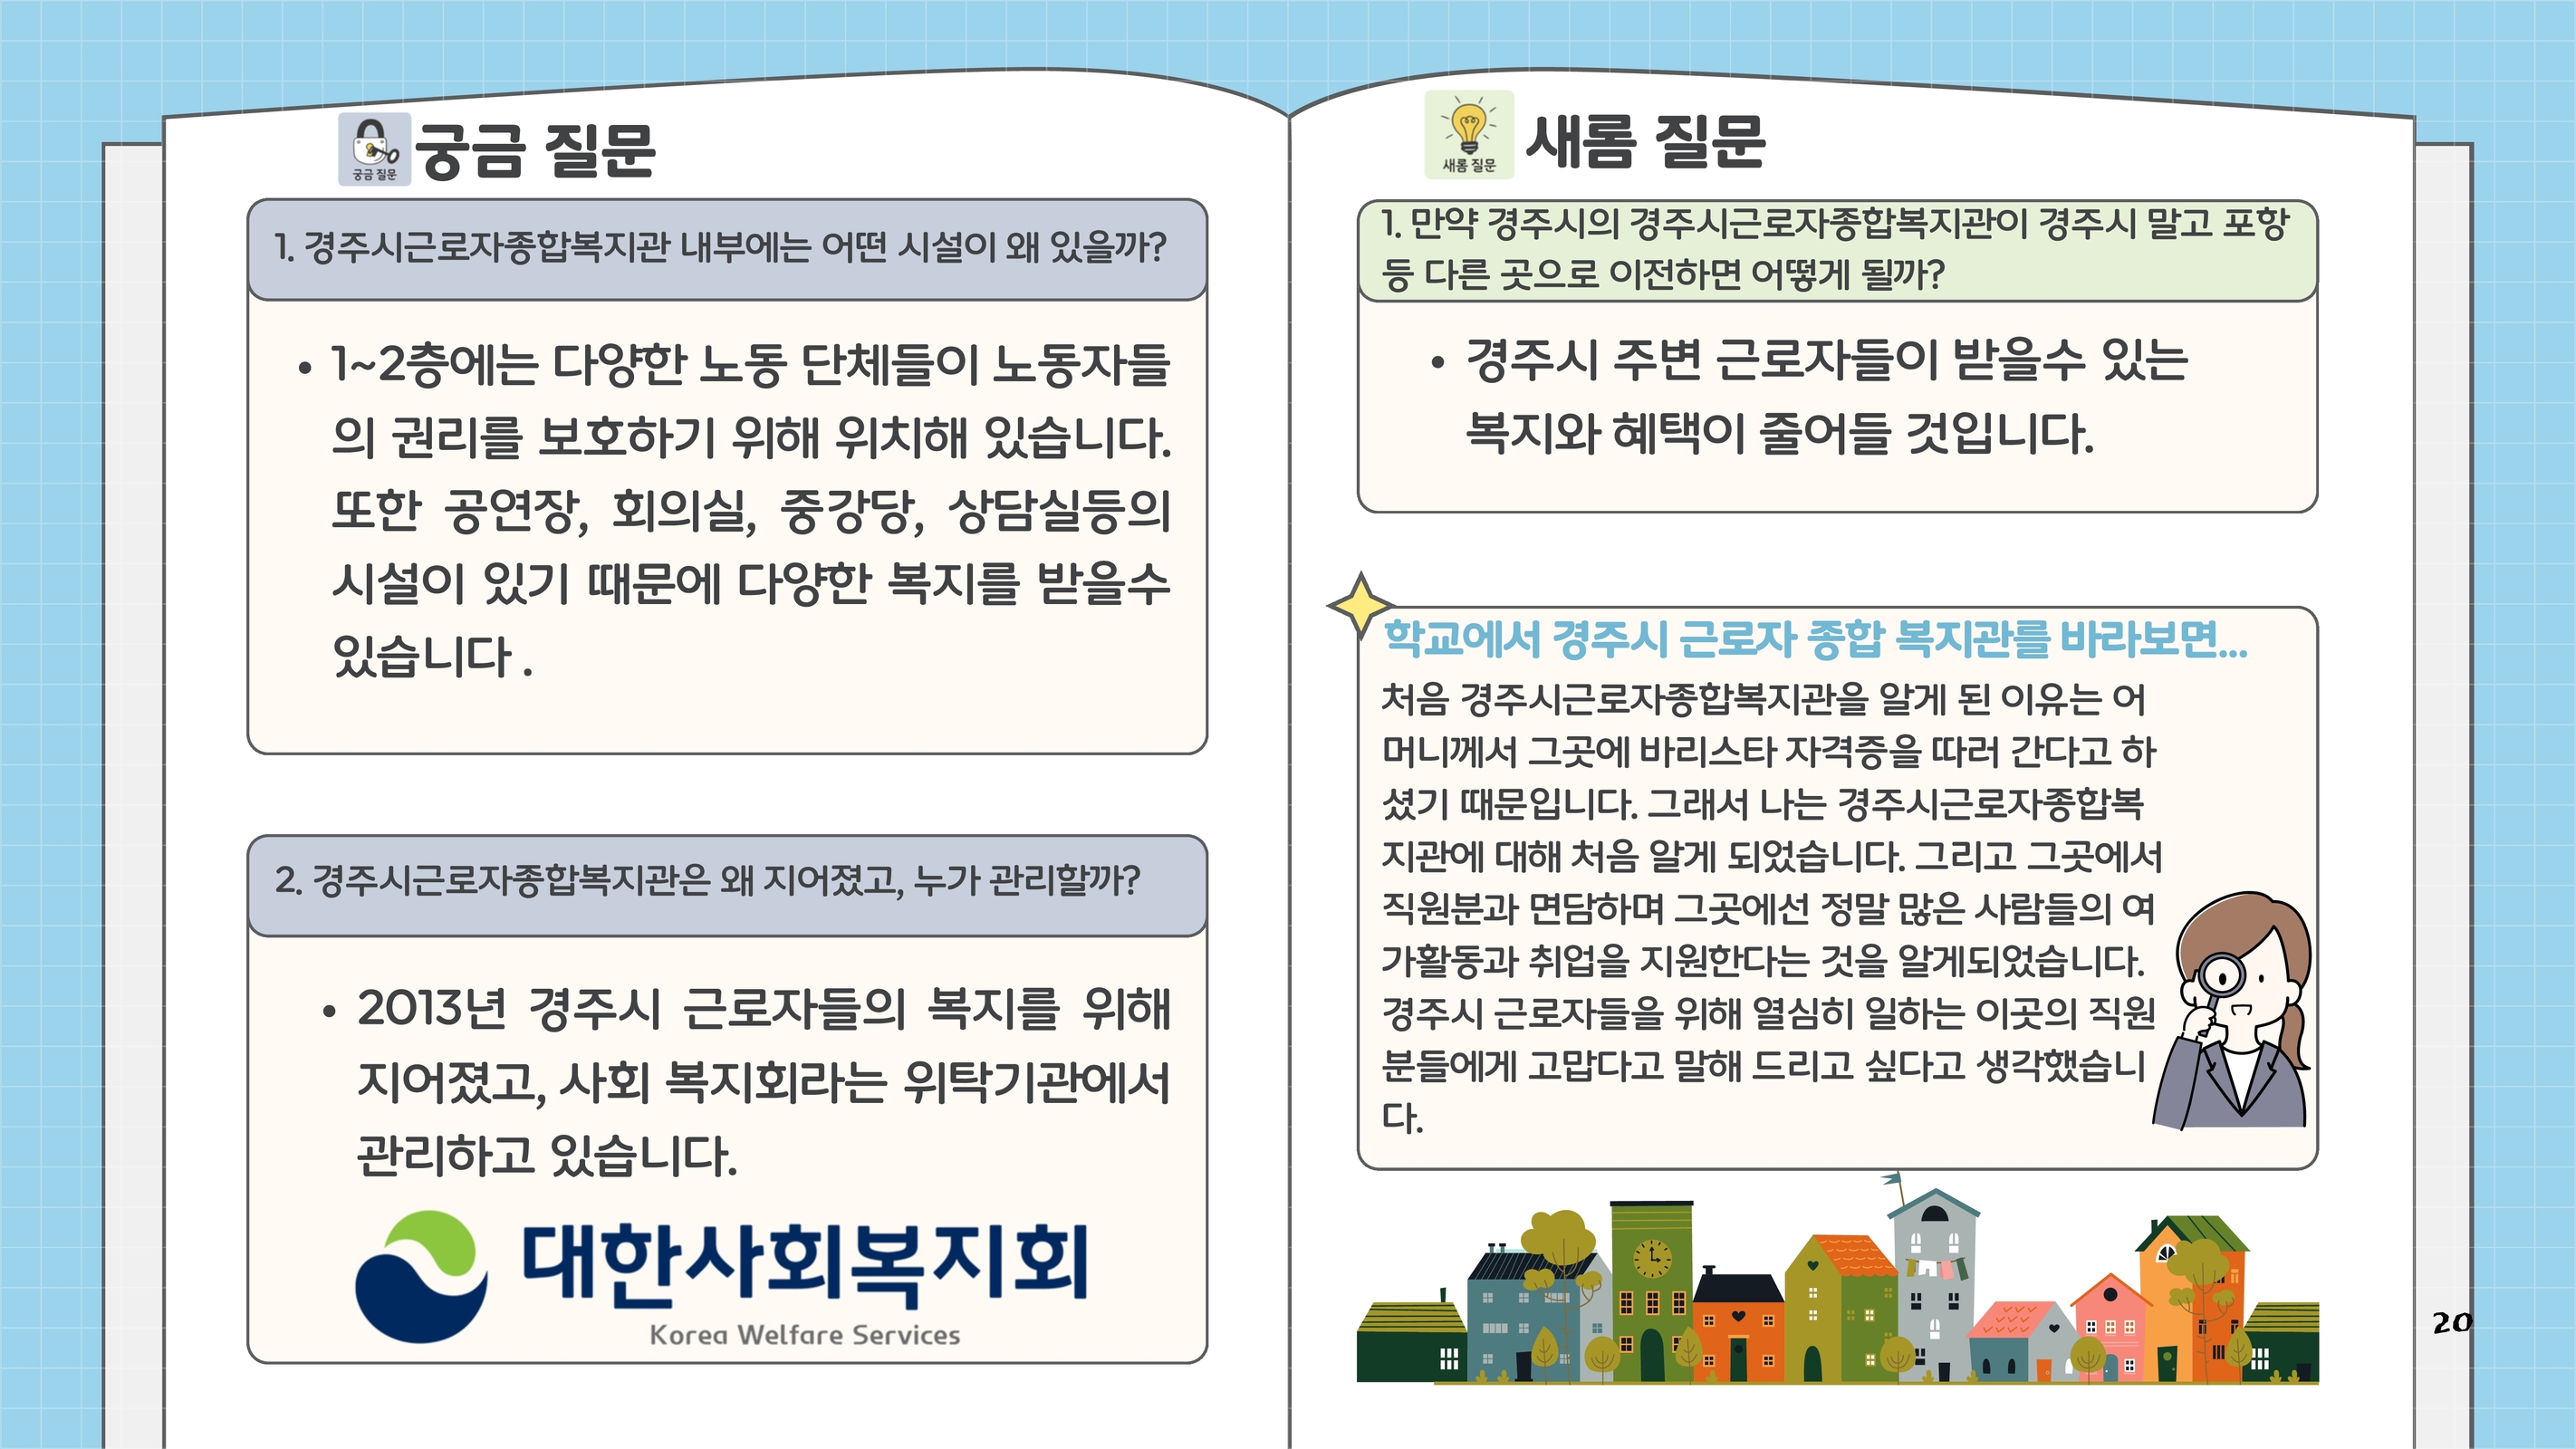 궁금 질문
궁금 질문
1. 경주시근로자종합복지관 내부에는 어떤 시설이 왜 있을까?
• 1~2층에는 다양한 노동 단체들이 노동자들
의 권리를 보호하기 위해 위치해 있습니다.
또한 공연장, 회의실, 중강당, 상담실등의
시설이 있기 때문에 다양한 복지를 받을수
있습니다 .
2. 경주시근로자종합복지관은 왜 지어졌고, 누가 관리할까?
• 2013년 경주시 근로자들의 복지를 위해
지어졌고, 사회 복지회라는 위탁기관에서
관리하고 있습니다.
대한사회복지회
Korea Welfare Services
새롬 질문
새롬 질문
1. 만약 경주시의 경주시근로자종합복지관이 경주시 말고 포항
등 다른 곳으로 이전하면 어떻게 될까?
• 경주시 주변 근로자들이 받을수 있는
복지와 혜택이 줄어들 것입니다.
학교에서 경주시 근로자 종합 복지관를 바라보면...
처음 경주시근로자종합복지관을 알게 된 이유는 어
머니께서 그곳에 바리스타 자격증을 따러 간다고 하
셨기 때문입니다. 그래서 나는 경주시근로자종합복
지관에 대해 처음 알게 되었습니다. 그리고 그곳에서
직원분과 면담하며 그곳에선 정말 많은 사람들의 여
가활동과 취업을 지원한다는 것을 알게되었습니다.
경주시 근로자들을 위해 열심히 일하는 이곳의 직원
분들에게 고맙다고 말해 드리고 싶다고 생각했습니
다.
20